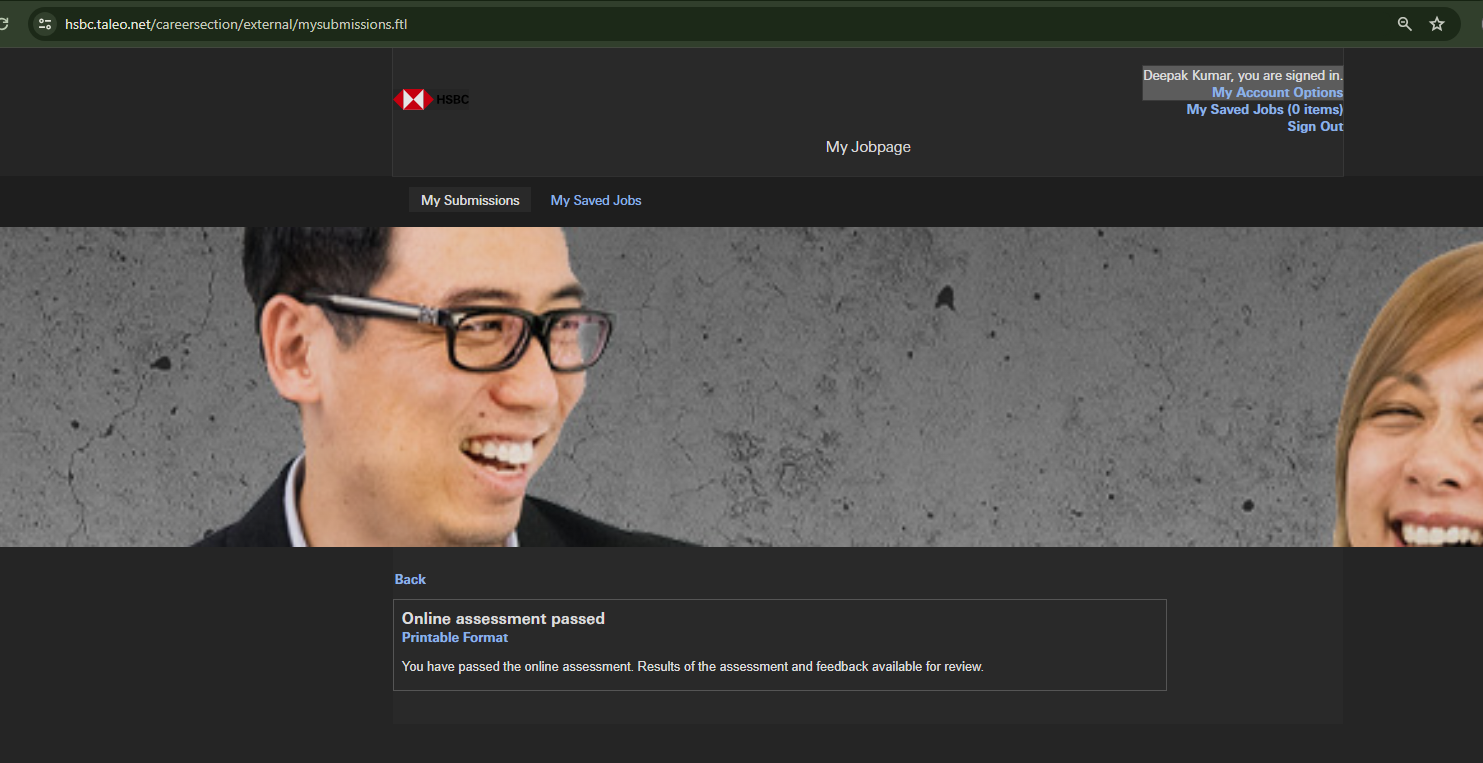 hsbc.taleo.net/careersection/external/mysubmissions.ftl
Deepak Kumar, you are signed in.
My Account Options
HSBC
My Saved Jobs (0 items)
Sign Out
My Jobpage
My Submissions
My Saved Jobs
Back
Online assessment passed
Printable Format
You have passed the online assessment. Results of the assessment and feedback available for review.